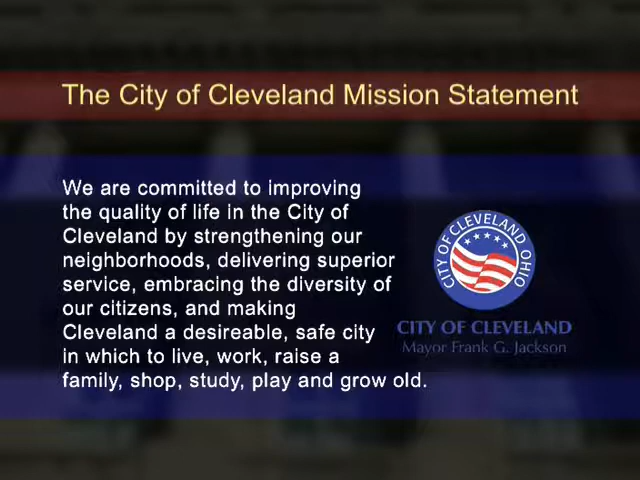 The City of Cleveland Mission Statement
We are committed to improving
the quality of life in the City of
Cleveland by strengthening our
neighborhoods, delivering superior
service, embracing the diversity of
our citizens, and making
Cleveland a desireable, safe city
in which to live, work, raise a
family, shop, study, play and grow old.
CITY OF CLEVELAND OHIO
CITY OF CLEVELAND
Mayor Frank G. Jackson